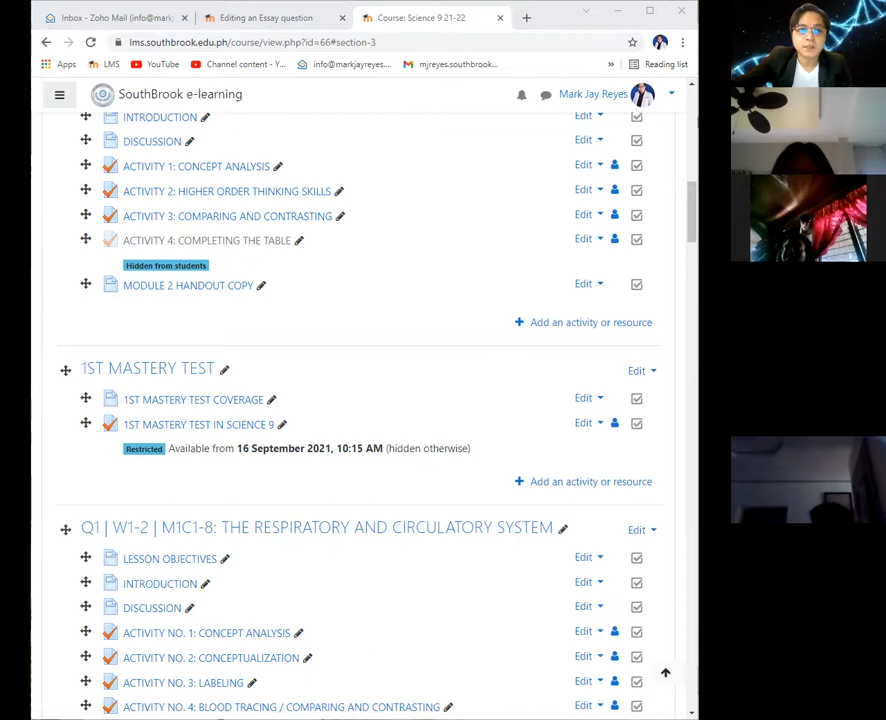 Inbox - Zoho Mail (info@mark
Editing an Essay question
Course: Science 9 21-22
lms.southbrook.edu.ph/course/view.php?id=66#section-3
Apps LMS YouTube Channel content - Y... info@markjayreyes.... mjreyes.southbrook... » Reading list
SouthBrook e-learning Mark Jay Reyes
INTRODUCTION Edit
DISCUSSION Edit
ACTIVITY 1: CONCEPT ANALYSIS Edit
ACTIVITY 2: HIGHER ORDER THINKING SKILLS Edit
ACTIVITY 3: COMPARING AND CONTRASTING Edit
ACTIVITY 4: COMPLETING THE TABLE Edit
Hidden from students
MODULE 2 HANDOUT COPY Edit
+ Add an activity or resource
1ST MASTERY TEST Edit
1ST MASTERY TEST COVERAGE Edit
1ST MASTERY TEST IN SCIENCE 9 Edit
Restricted Available from 16 September 2021, 10:15 AM (hidden otherwise)
+ Add an activity or resource
Q1 | W1-2 | M1C1-8: THE RESPIRATORY AND CIRCULATORY SYSTEM Edit
LESSON OBJECTIVES Edit
INTRODUCTION Edit
DISCUSSION Edit
ACTIVITY NO. 1: CONCEPT ANALYSIS Edit
ACTIVITY NO. 2: CONCEPTUALIZATION Edit
ACTIVITY NO. 3: LABELING Edit
ACTIVITY NO. 4: BLOOD TRACING / COMPARING AND CONTRASTING Edit